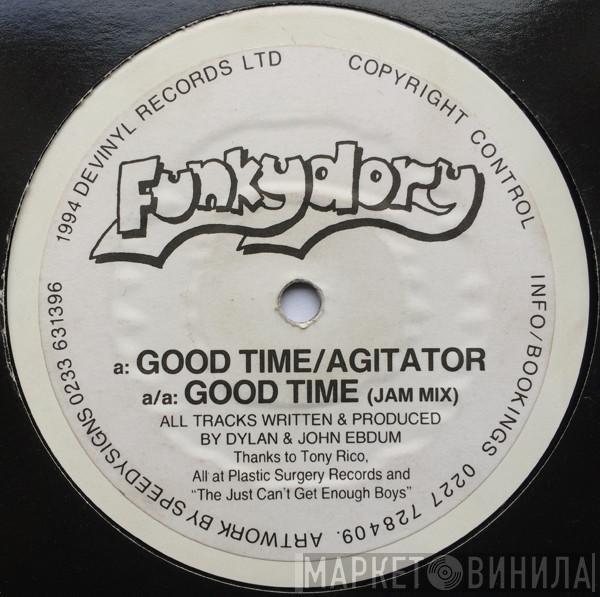 1994 DEVINYL RECORDS LTD
COPYRIGHT CONTROL
INFO/BOOKINGS 0227 728409. ARTWORK BY SPEEDYSIGNS 0233 631396
Funkydory
a: GOOD TIME/AGITATOR
a/a: GOOD TIME (JAM MIX)
ALL TRACKS WRITTEN & PRODUCED
BY DYLAN & JOHN EBDUM
Thanks to Tony Rico,
All at Plastic Surgery Records and
“The Just Can't Get Enough Boys”
МАРКЕТ ВИНИЛА